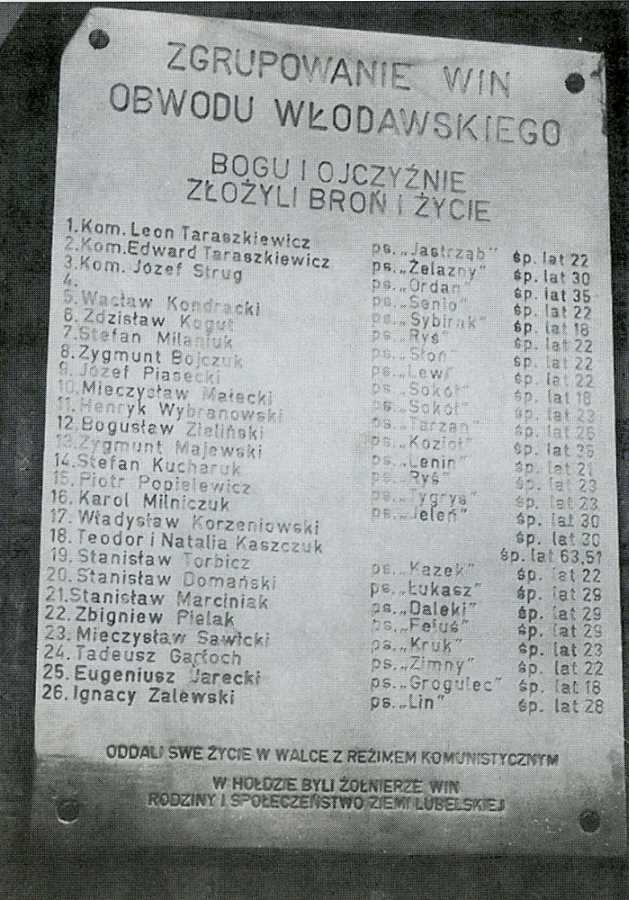 ZGRUPOWANIE WIN
OBWODU WŁODAWSKIEGO
BOGU I OJCZYŹNIE
ZŁOŻYLI BROŃ I ŻYCIE
1. Kom. Leon Taraszkiewicz ps. „Jastrząb" śp. lat 22
2. Kom. Edward Taraszkiewicz ps. „Żelazny" śp. lat 30
3. Kom. Józef Strug ps. „Ordan" śp. lat 35
4. ps. „Senio" śp. lat 22
5. Wacław Kondracki ps. „Sybirak" śp. lat 18
6. Zdzisław Kogut ps. „Ryś" śp. lat 22
7. Stefan Milaniuk ps. „Słoń" śp. lat 22
8. Zygmunt Bojczuk ps. „Lew" śp. lat 22
9. Józef Piasecki ps. „Sokół" śp. lat 18
10. Mieczysław Małecki ps. „Sokół" śp. lat 23
11. Henryk Wybranowski ps. „Tarzan" śp. lat 26
12. Bogusław Zieliński ps. „Kozioł" śp. lat 35
13. Zygmunt Majewski ps. „Lenin" śp. lat 21
14. Stefan Kucharuk ps. „Ryś" śp. lat 23
15. Piotr Popielewicz ps. „Tygrys" śp. lat 23
16. Karol Milniczuk ps. „Jeleń" śp. lat 30
17. Władysław Korzeniowski śp. lat 30
18. Teodor i Natalia Kaszczuk śp. lat 63,51
19. Stanisław Torbicz ps. „Kazek" śp. lat 22
20. Stanisław Domański ps. „Łukasz" śp. lat 29
21. Stanisław Marciniak ps. „Daleki" śp. lat 29
22. Zbigniew Pielak ps. „Feluś" śp. lat 29
23. Mieczysław Sawicki ps. „Kruk" śp. lat 23
24. Tadeusz Garloch ps. „Zimny" śp. lat 22
25. Eugeniusz Jarecki ps. „Grogulec" śp. lat 18
26. Ignacy Zalewski ps. „Lin" śp. lat 28
ODDALI SWE ŻYCIE W WALCE Z REŻIMEM KOMUNISTYCZNYM
W HOŁDZIE BYLI ŻOŁNIERZE WIN
RODZINY I SPOŁECZEŃSTWO ZIEMI LUBELSKIEJ